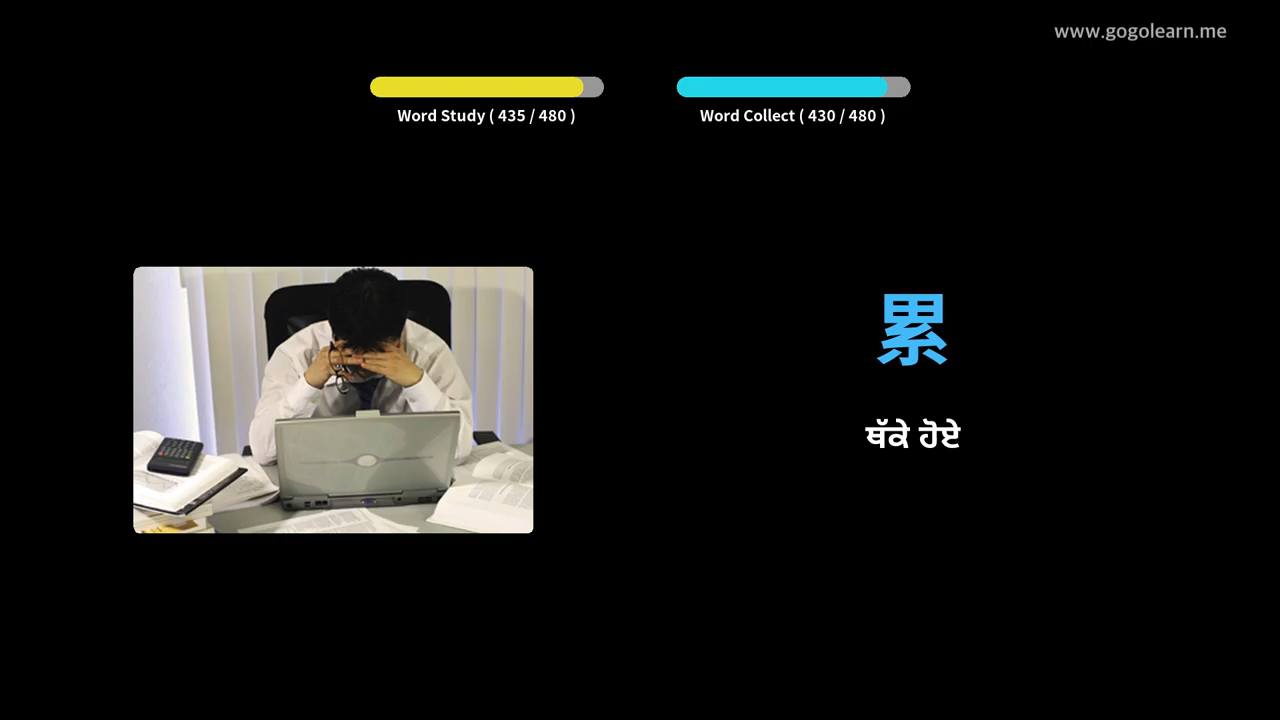 www.gogolearn.me
Word Study ( 435 / 480 )
Word Collect ( 430 / 480 )
累
ਥੱਕੇ ਹੋਏ